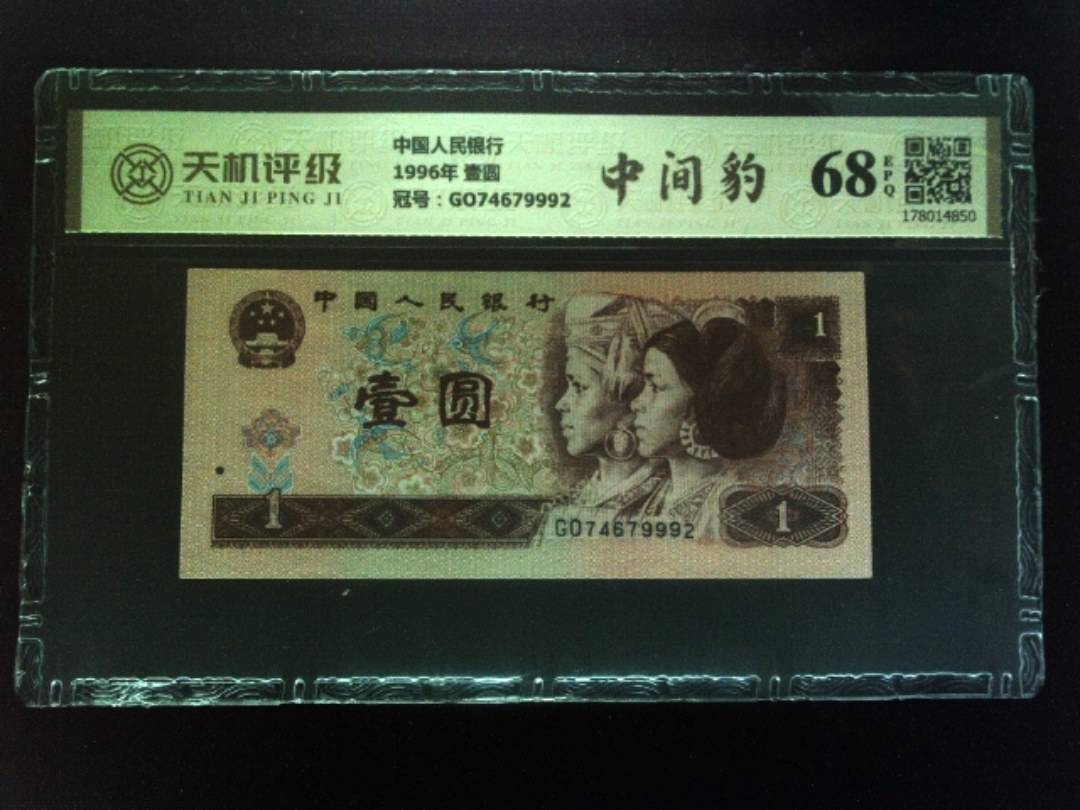 天机评级
TIAN JI PING JI
中国人民银行
1996年 壹圆
冠号：GO74679992
中间豹
68
EPQ
178014850
中國人民銀行
1
壹圆
1
GO74679992
1